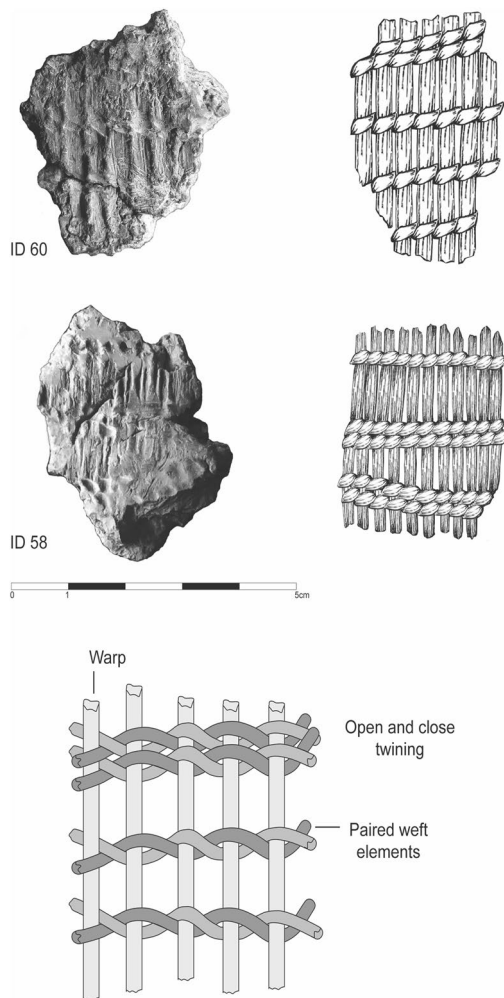 ID 60
ID 58
0 1 5cm
Warp
Open and close
twining
Paired weft
elements